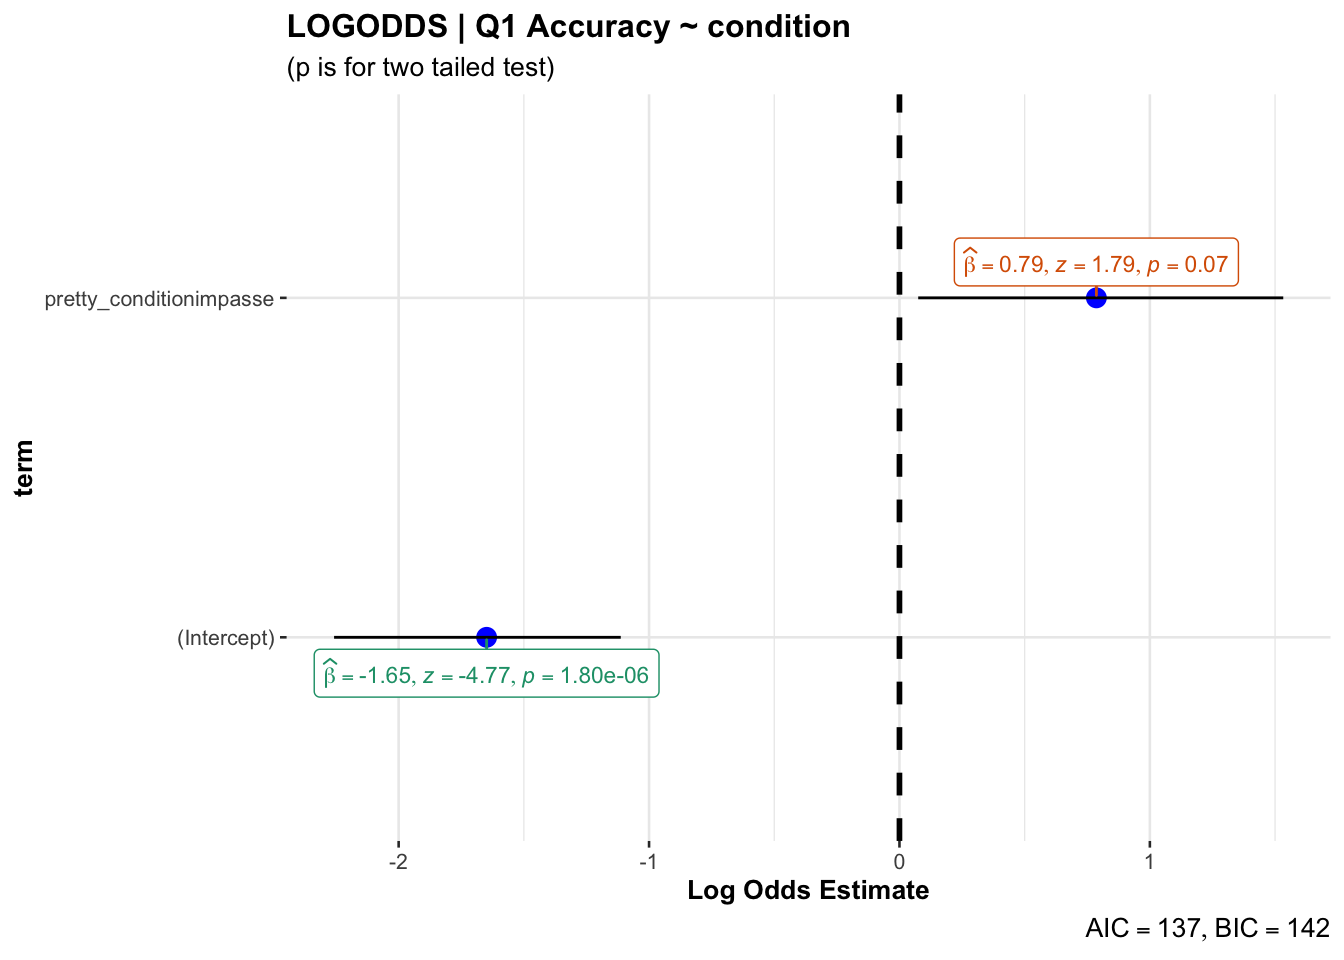 LOGODDS | Q1 Accuracy ~ condition
(p is for two tailed test)
β̂ = 0.79, z = 1.79, p = 0.07
pretty_conditionimpasse
term
(Intercept)
β̂ = -1.65, z = -4.77, p = 1.80e-06
-2 -1 0 1
Log Odds Estimate
AIC = 137, BIC = 142